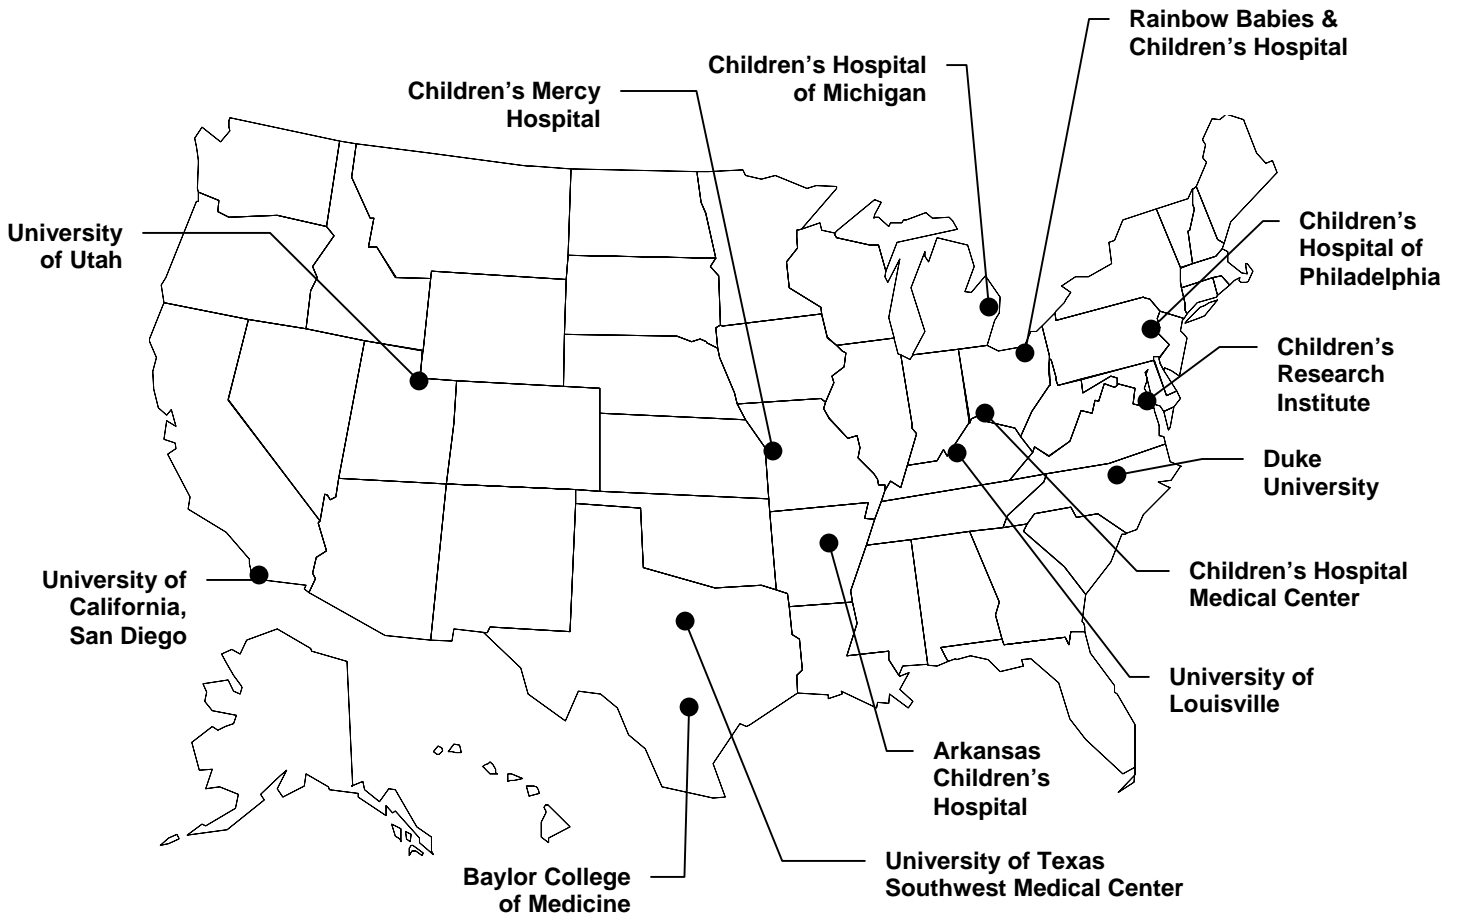 Rainbow Babies &
Children's Hospital
Children's Hospital
of Michigan
Children's Mercy
Hospital
University
of Utah
Children's
Hospital of
Philadelphia
Children's
Research
Institute
Duke
University
University of
California,
San Diego
Children's Hospital
Medical Center
University of
Louisville
Arkansas
Children's
Hospital
University of Texas
Southwest Medical Center
Baylor College
of Medicine